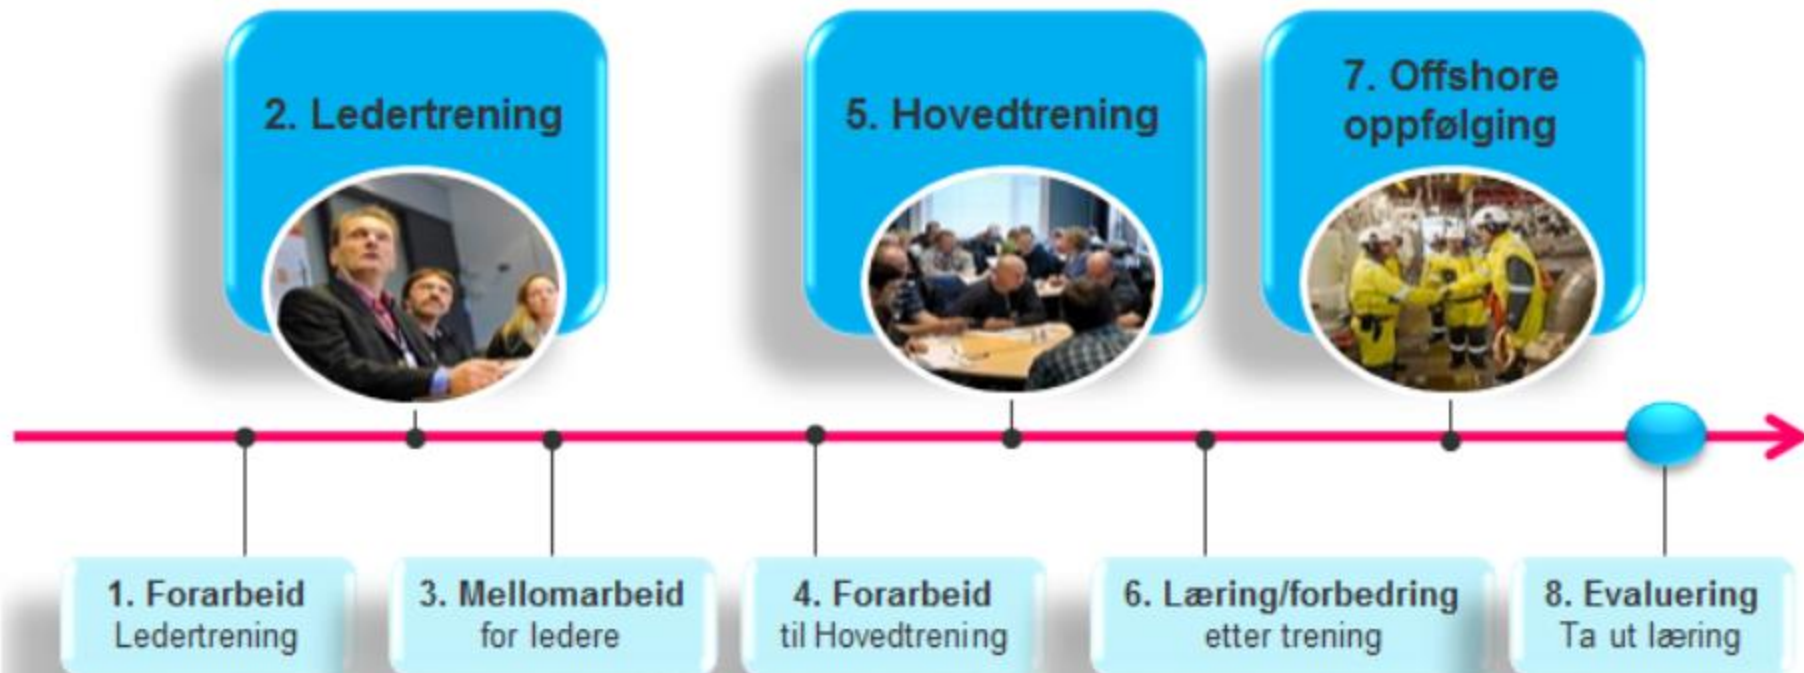 2. Ledertrening
5. Hovedtrening
7. Offshore
oppfølging
1. Forarbeid
Ledertrening
3. Mellomarbeid
for ledere
4. Forarbeid
til Hovedtrening
6. Læring/forbedring
etter trening
8. Evaluering
Ta ut læring